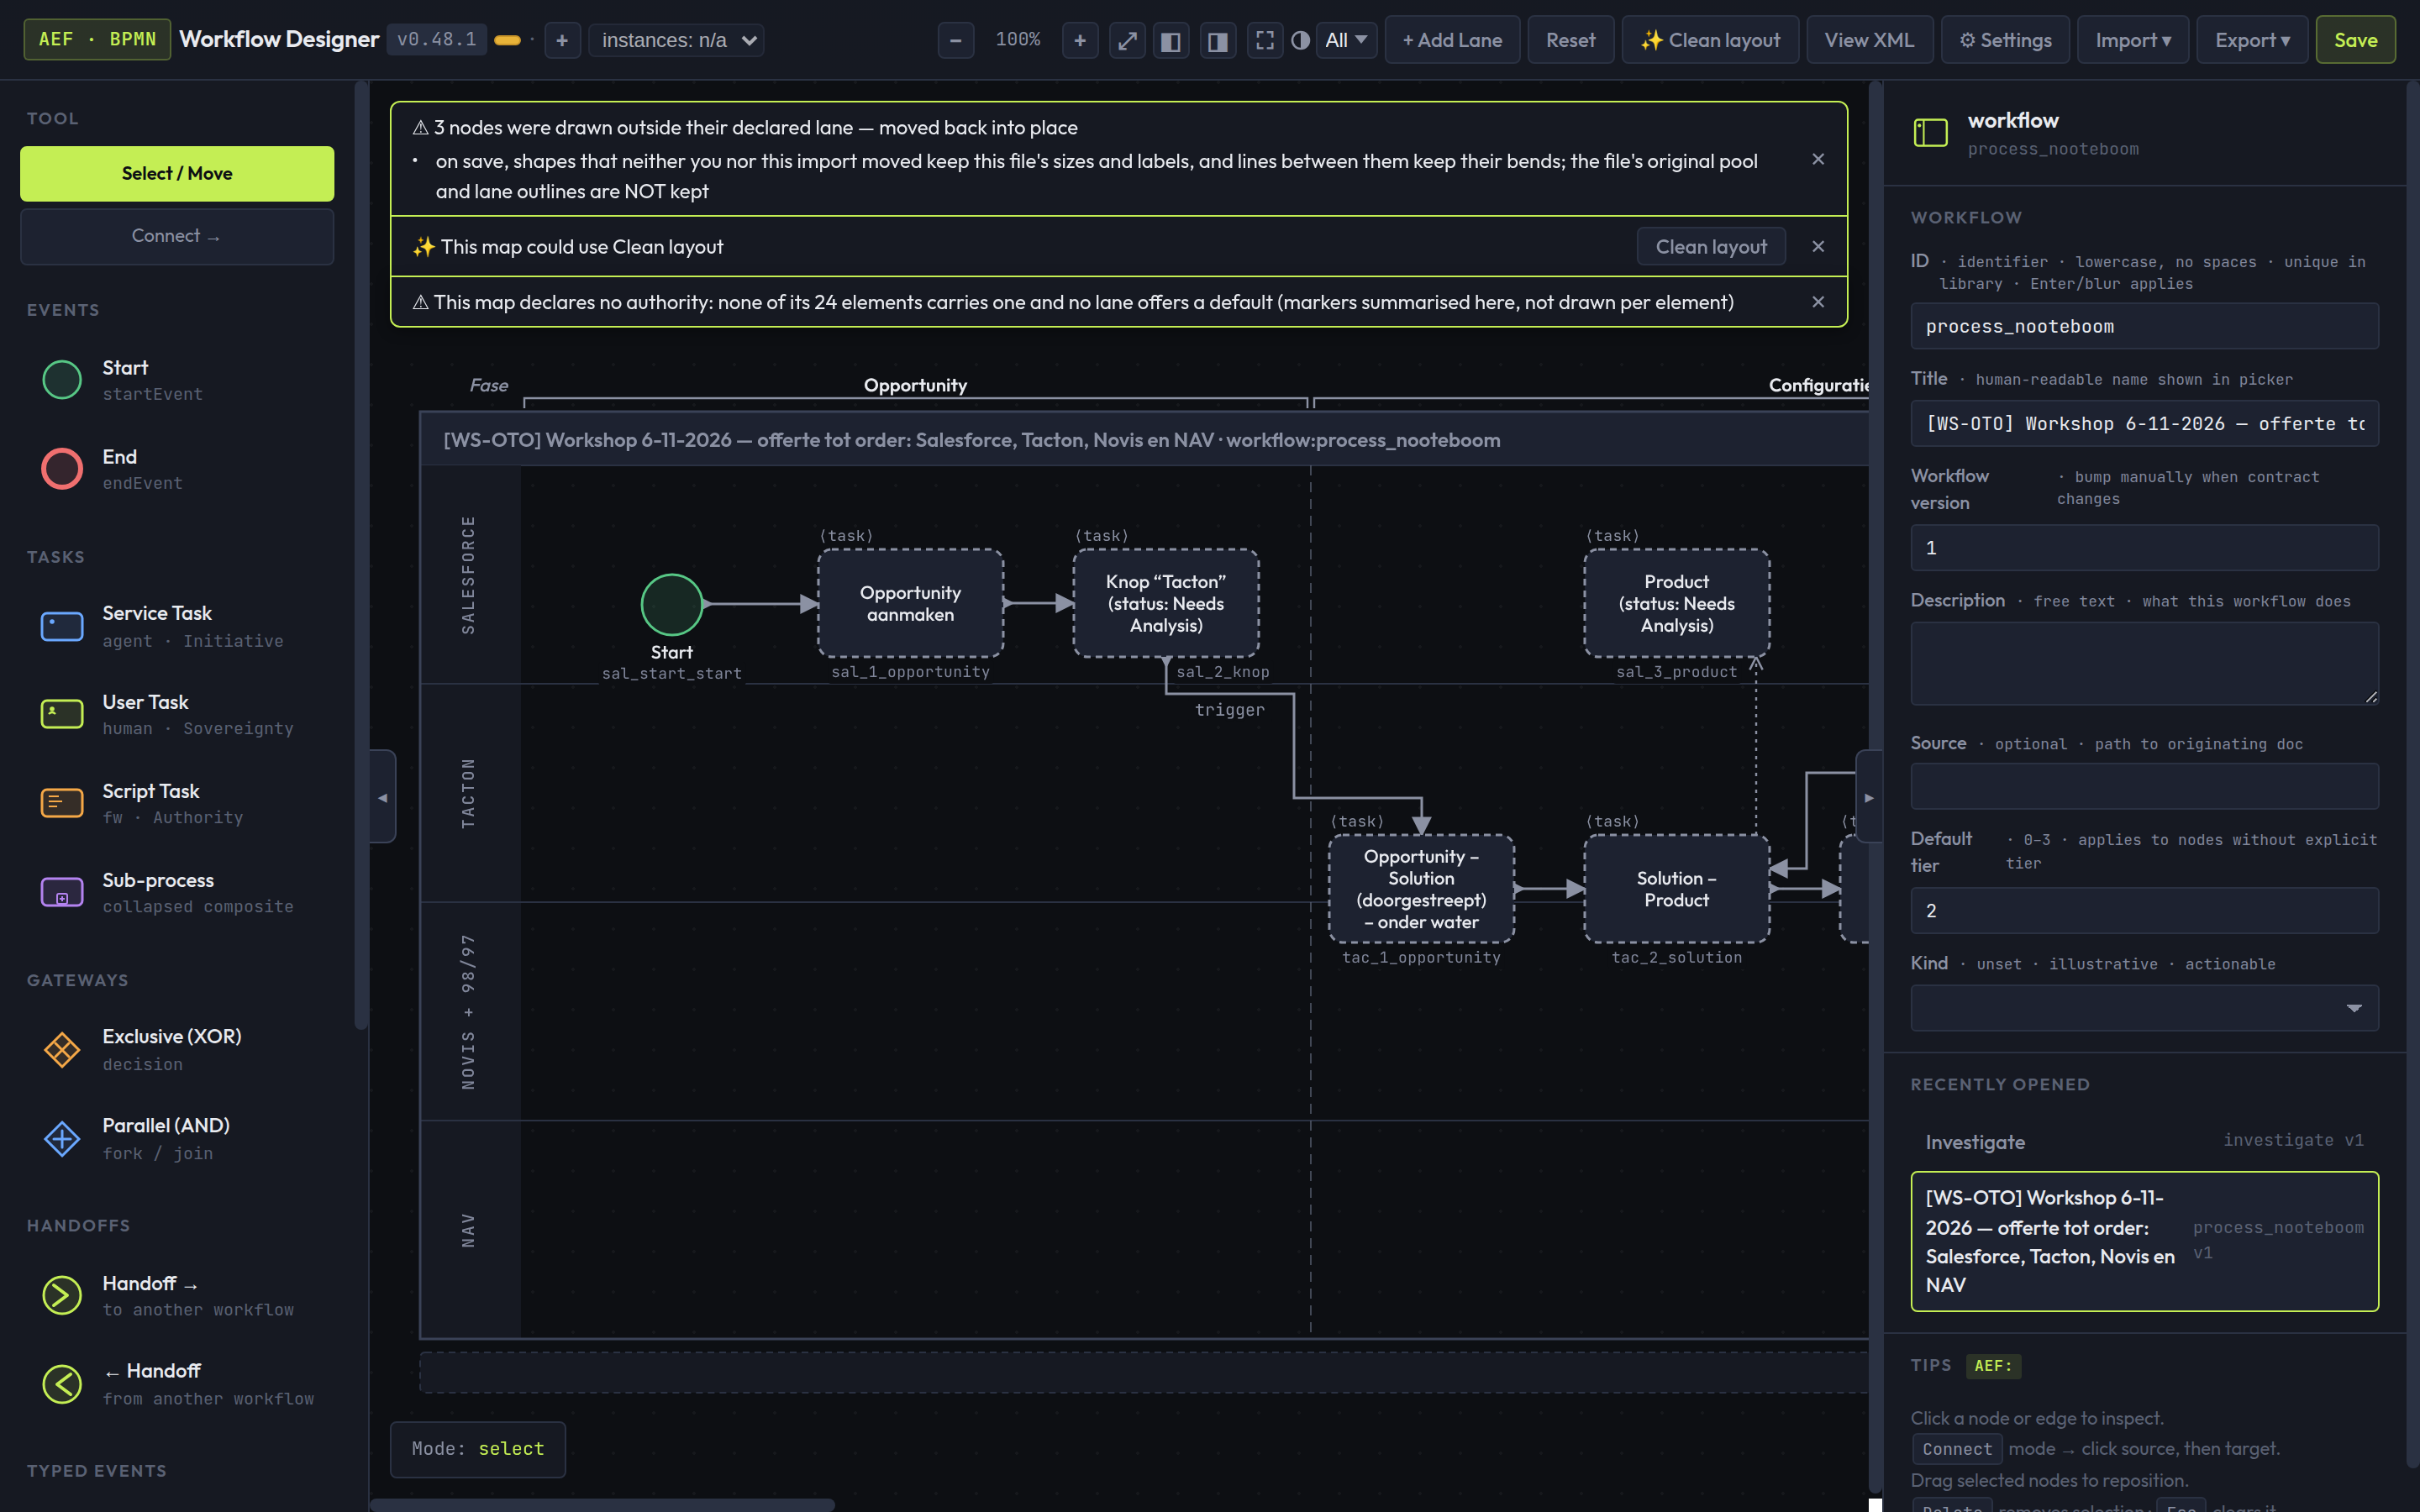 AEF · BPMN Workflow Designer v0.48.1 · + instances: n/a − 100% + All + Add Lane Reset ✨ Clean layout View XML ⚙ Settings Import ▾ Export ▾ Save
TOOL
Select / Move
Connect →
EVENTS
Start
startEvent
End
endEvent
TASKS
Service Task
agent · Initiative
User Task
human · Sovereignty
Script Task
fw · Authority
Sub-process
collapsed composite
GATEWAYS
Exclusive (XOR)
decision
Parallel (AND)
fork / join
HANDOFFS
Handoff →
to another workflow
← Handoff
from another workflow
TYPED EVENTS
⚠ 3 nodes were drawn outside their declared lane — moved back into place
• on save, shapes that neither you nor this import moved keep this file's sizes and labels, and lines between them keep their bends; the file's original pool
and lane outlines are NOT kept
✨ This map could use Clean layout Clean layout ×
⚠ This map declares no authority: none of its 24 elements carries one and no lane offers a default (markers summarised here, not drawn per element) ×
Fase Opportunity Configuratie
[WS-OTO] Workshop 6-11-2026 — offerte tot order: Salesforce, Tacton, Novis en NAV · workflow:process_nooteboom
SALESFORCE
Start
sal_start_start
⟨task⟩
Opportunity
aanmaken
sal_1_opportunity
⟨task⟩
Knop “Tacton”
(status: Needs
Analysis)
sal_2_knop
⟨task⟩
Product
(status: Needs
Analysis)
sal_3_product
trigger
TACTON
⟨task⟩
Opportunity –
Solution
(doorgestreept)
– onder water
tac_1_opportunity
⟨task⟩
Solution –
Product
tac_2_solution
NOVIS + 98/97
NAV
Mode: select
workflow
process_nooteboom
WORKFLOW
ID · identifier · lowercase, no spaces · unique in
library · Enter/blur applies
process_nooteboom
Title · human-readable name shown in picker
[WS-OTO] Workshop 6-11-2026 — offerte to
Workflow · bump manually when contract
version changes
1
Description · free text · what this workflow does
Source · optional · path to originating doc
Default · 0–3 · applies to nodes without explicit
tier tier
2
Kind · unset · illustrative · actionable
RECENTLY OPENED
Investigate investigate v1
[WS-OTO] Workshop 6-11-
2026 — offerte tot order: process_nooteboom
Salesforce, Tacton, Novis en v1
NAV
TIPS AEF:
Click a node or edge to inspect.
Connect mode → click source, then target.
Drag selected nodes to reposition.
Delete removes selection; Esc clears it.